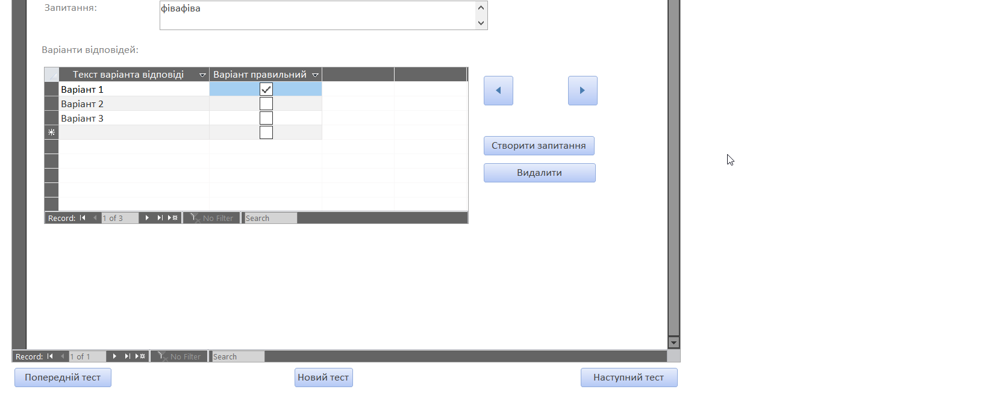 Запитання:
фівафіва
Варіанти відповідей:
Текст варіанта відповіді Варіант правильний
Варіант 1
Варіант 2
Варіант 3
Створити запитання
Видалити
Record: 1 of 3 No Filter Search
Record: 1 of 1 No Filter Search
Попередній тест Новий тест Наступний тест